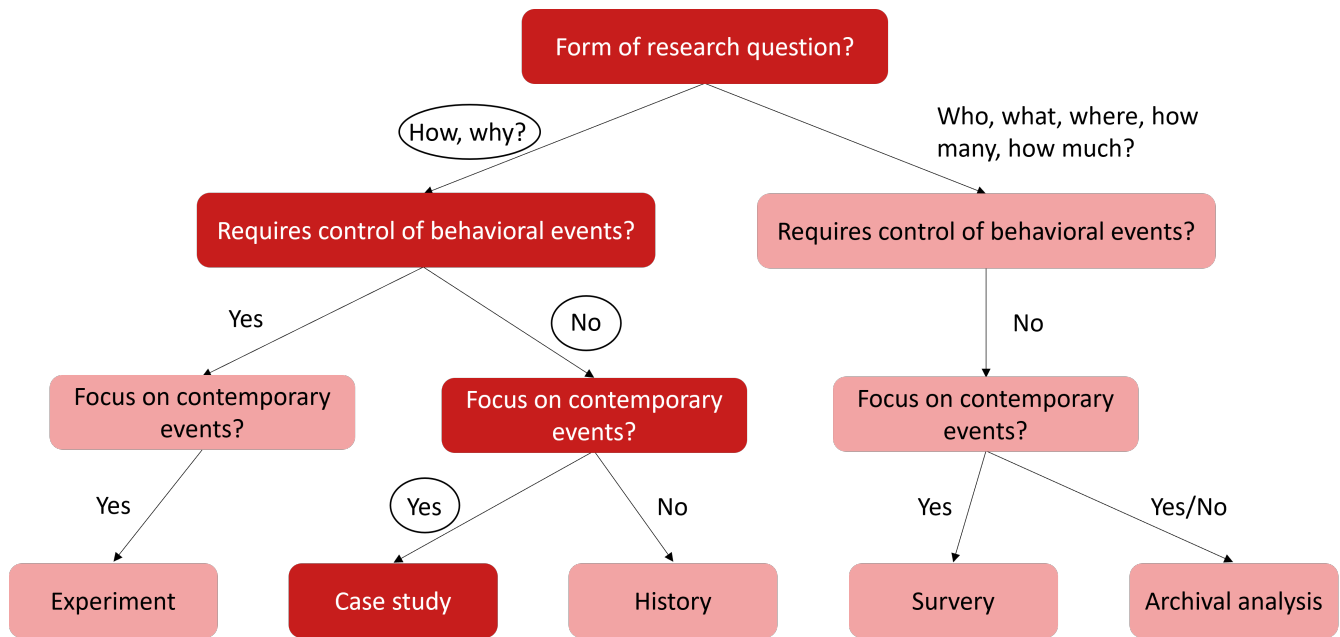 Form of research question?
How, why?
Who, what, where, how
many, how much?
Requires control of behavioral events?
Requires control of behavioral events?
Yes
No
No
Focus on contemporary
events?
Focus on contemporary
events?
Focus on contemporary
events?
Yes
Yes
No
Yes
Yes/No
Experiment
Case study
History
Survery
Archival analysis